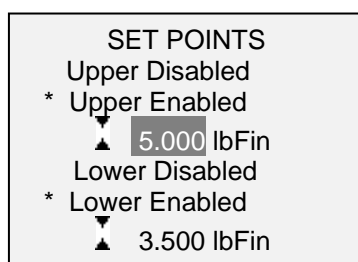 SET POINTS
Upper Disabled
* Upper Enabled
5.000 lbFin
Lower Disabled
* Lower Enabled
3.500 lbFin